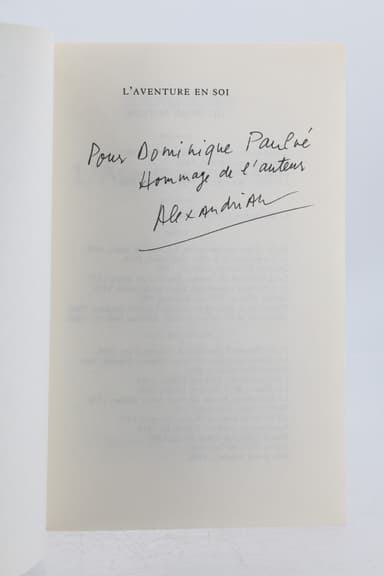 L'AVENTURE EN SOI
Pour Dominique Paulvé
Hommage de l'auteur
Alexandrian